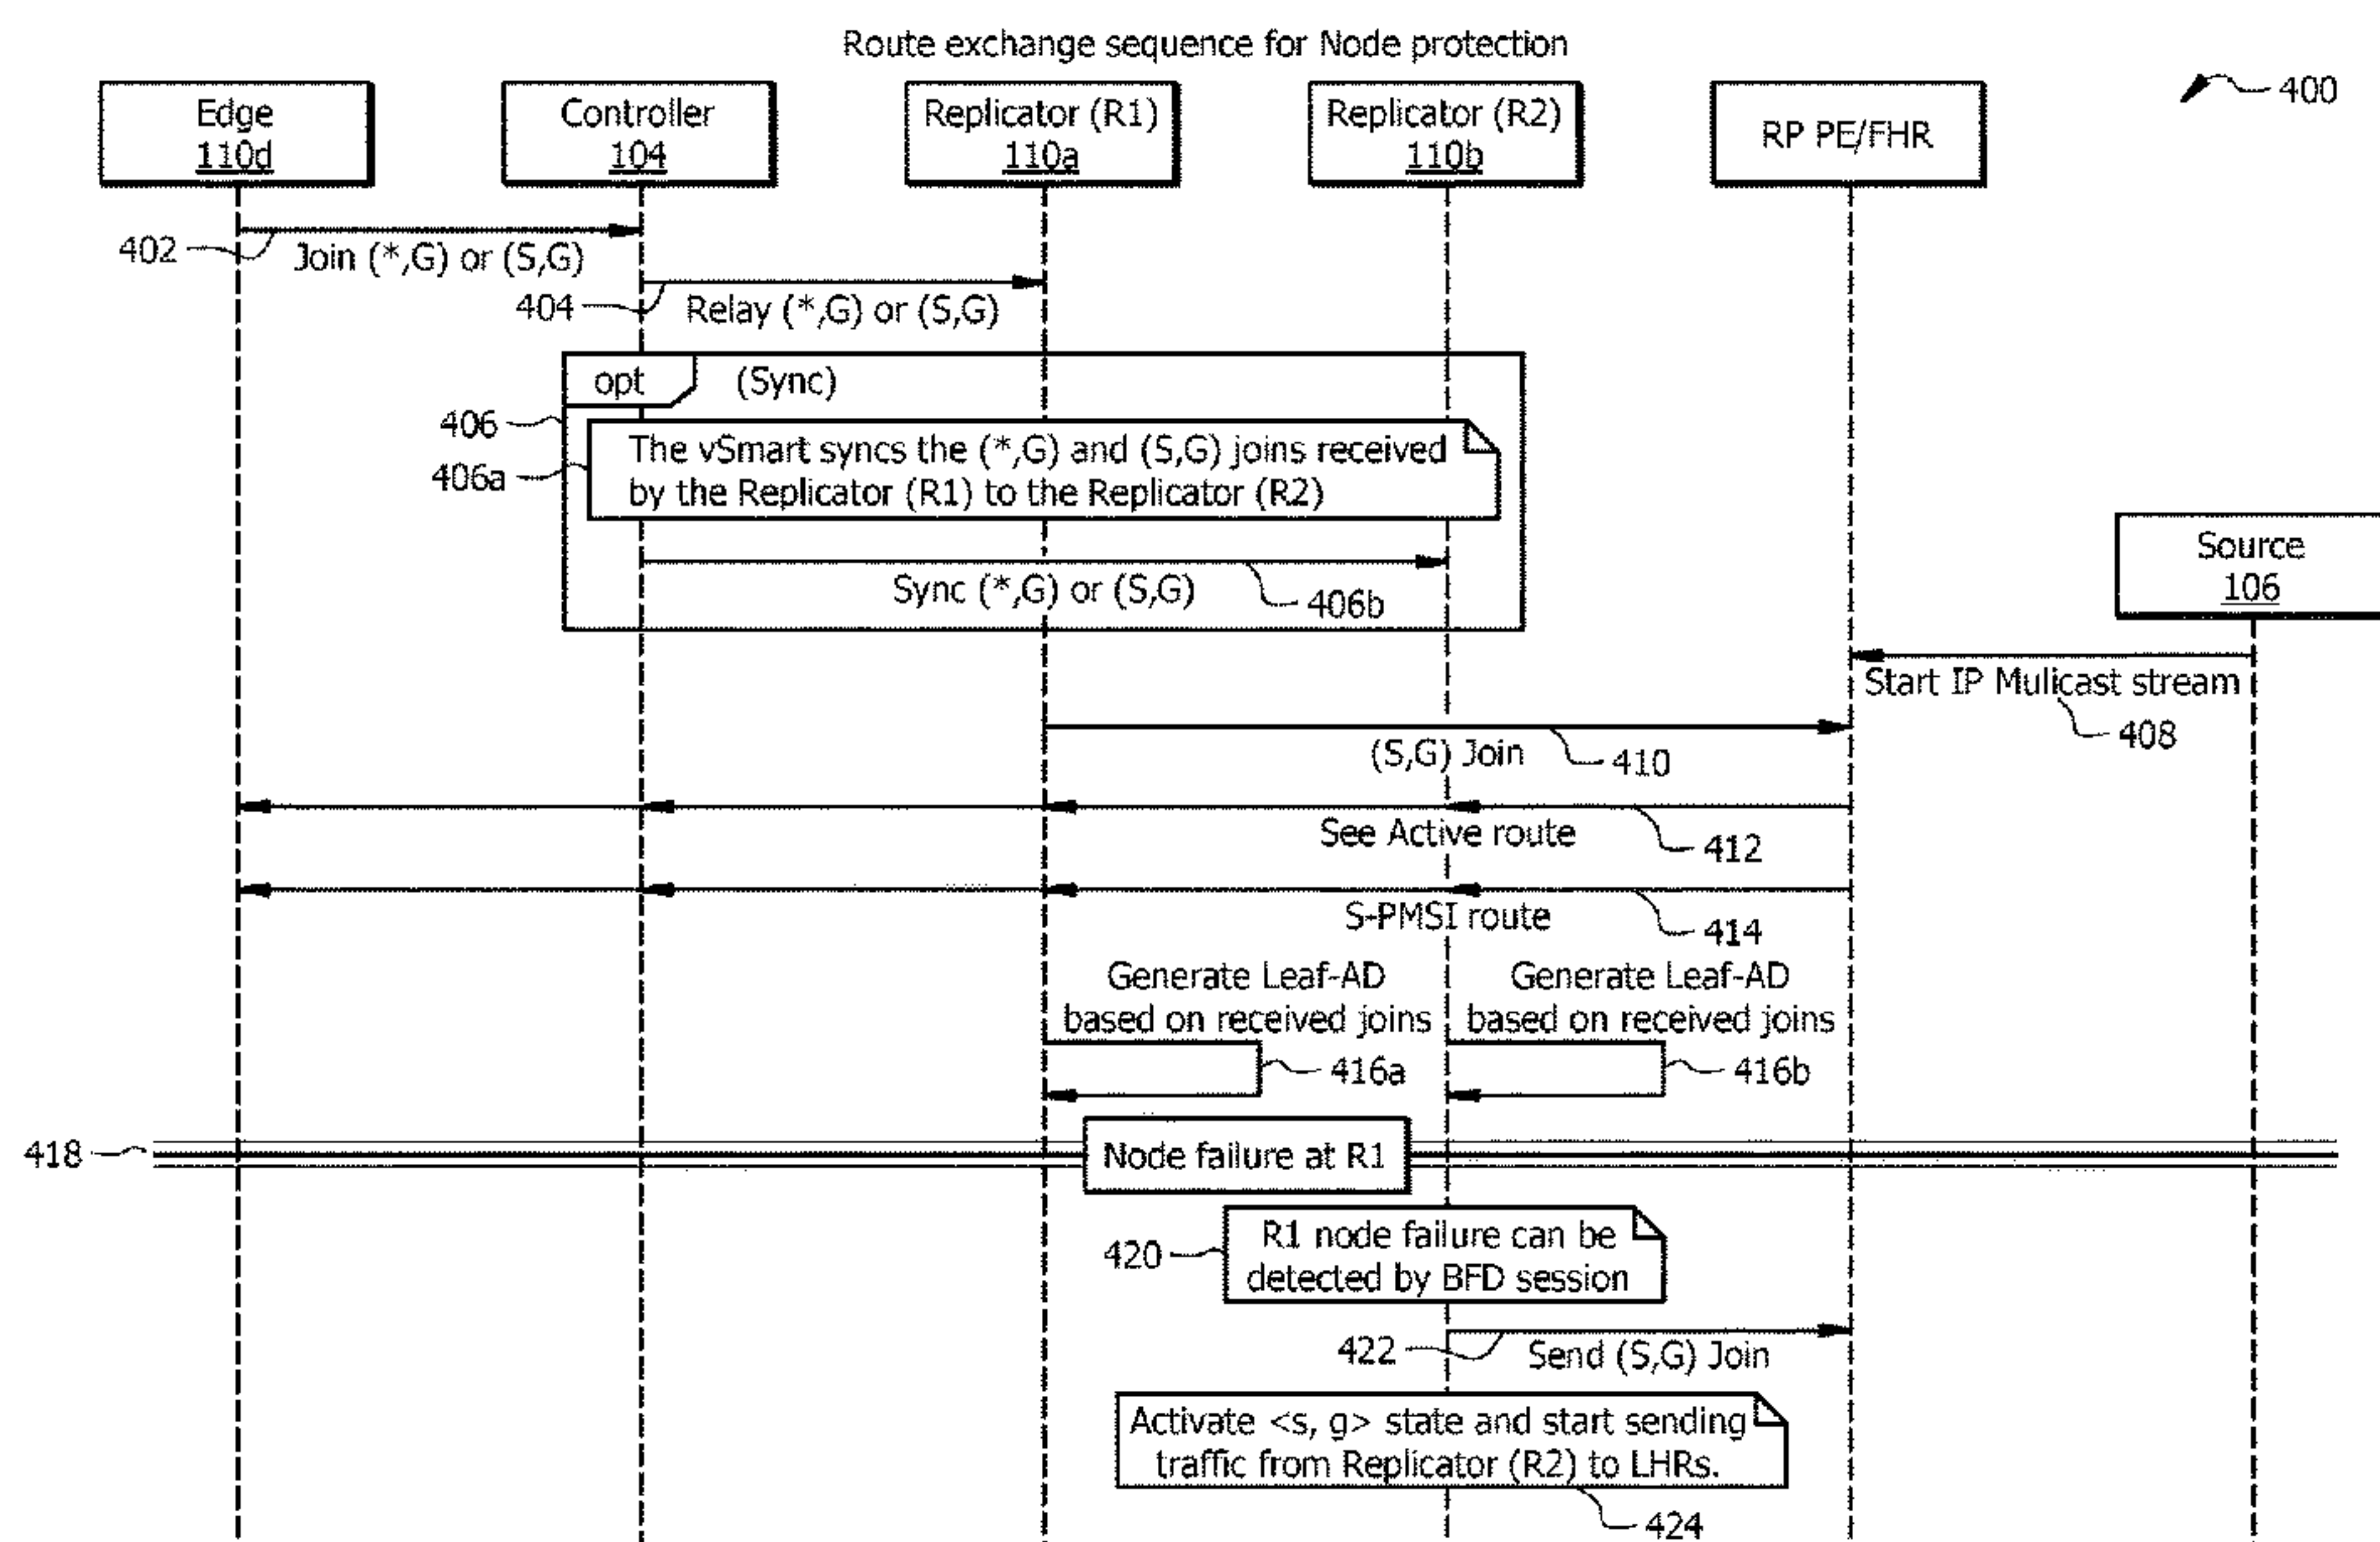 Route exchange sequence for Node protection
400
Edge
110d
Controller
104
Replicator (R1)
110a
Replicator (R2)
110b
RP PE/FHR
402
Join (*,G) or (S,G)
404
Relay (*,G) or (S,G)
opt
(Sync)
406
406a
The vSmart syncs the (*,G) and (S,G) joins received
by the Replicator (R1) to the Replicator (R2)
Sync (*,G) or (S,G)
406b
Source
106
Start IP Mulicast stream
408
(S,G) Join
410
See Active route
412
S-PMSI route
414
Generate Leaf-AD
based on received joins
416a
Generate Leaf-AD
based on received joins
416b
418
Node failure at R1
420
R1 node failure can be
detected by BFD session
422
Send (S,G) Join
Activate <s, g> state and start sending
traffic from Replicator (R2) to LHRs.
424